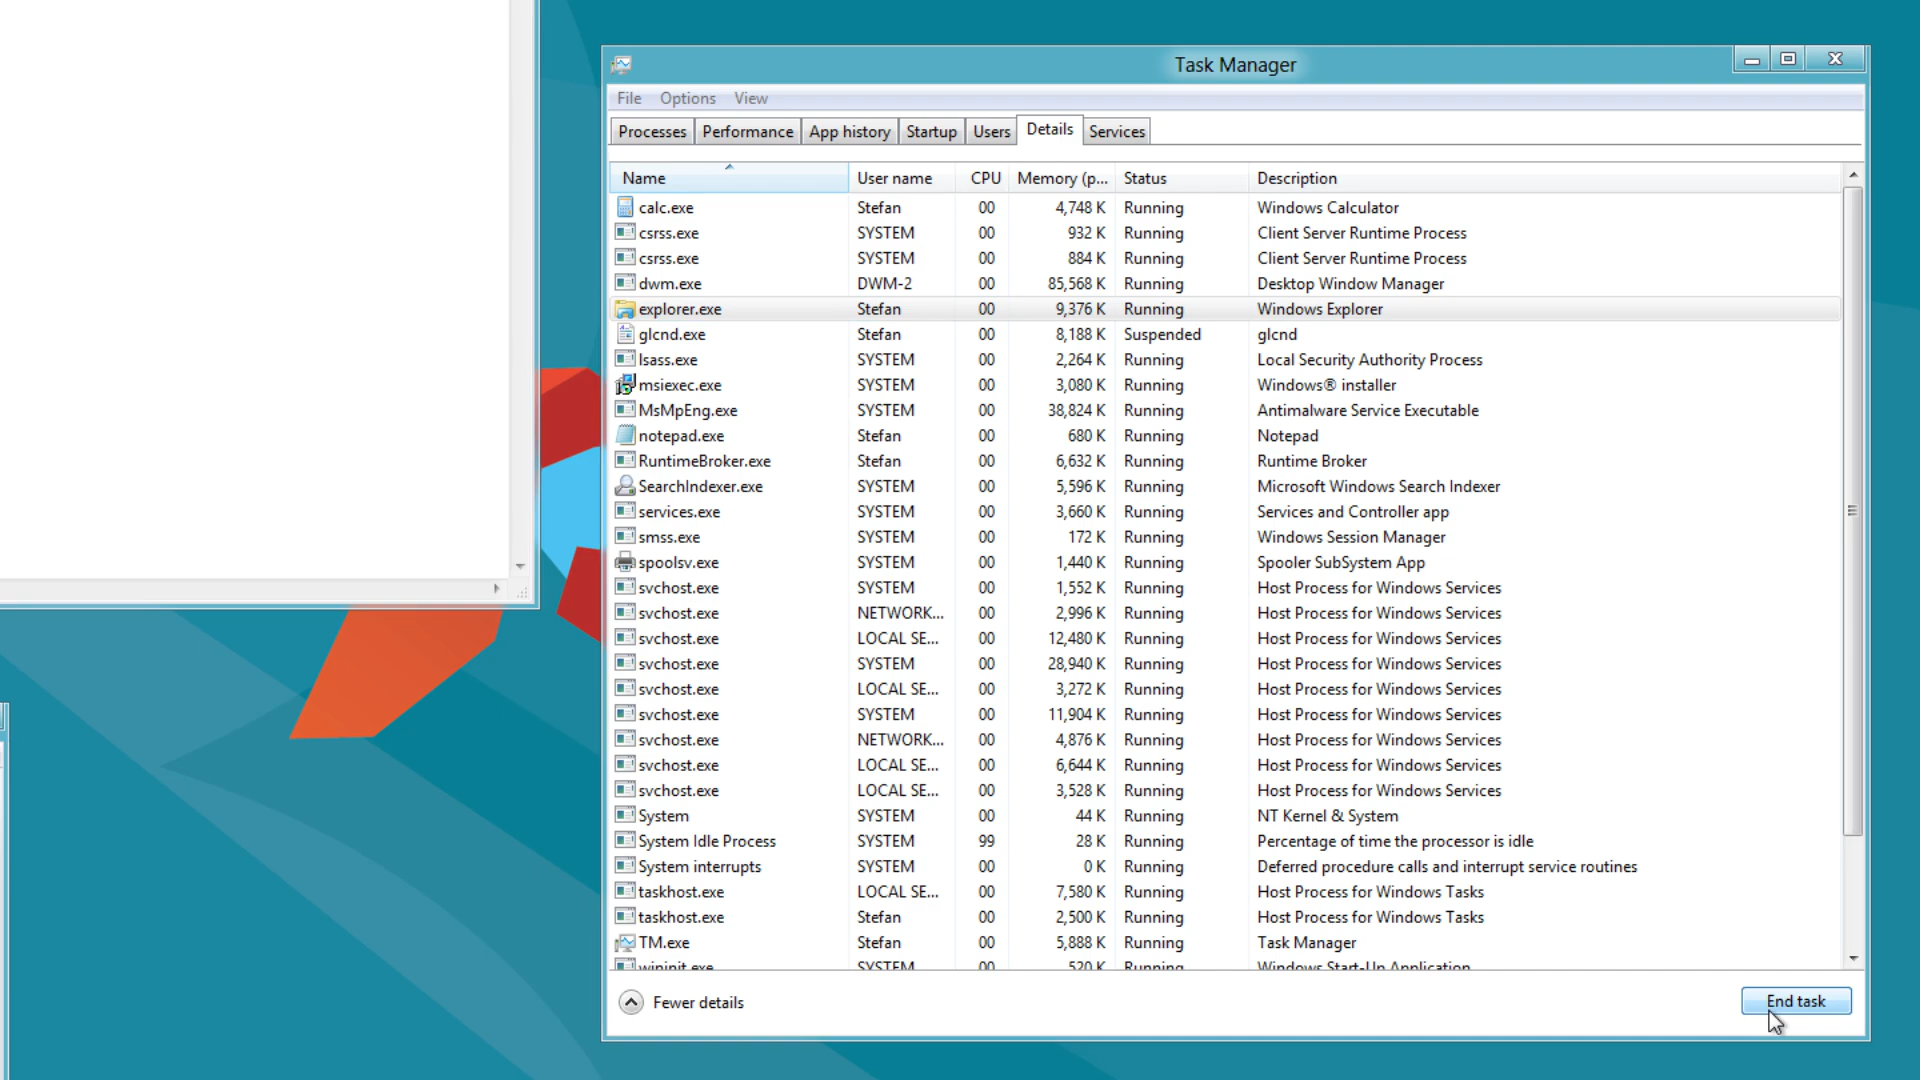 Task Manager
File Options View
Processes Performance App history Startup Users Details Services
Name User name CPU Memory (p... Status Description
calc.exe Stefan 00 4,748 K Running Windows Calculator
csrss.exe SYSTEM 00 932 K Running Client Server Runtime Process
csrss.exe SYSTEM 00 884 K Running Client Server Runtime Process
dwm.exe DWM-2 00 85,568 K Running Desktop Window Manager
explorer.exe Stefan 00 9,376 K Running Windows Explorer
glcnd.exe Stefan 00 8,188 K Suspended glcnd
lsass.exe SYSTEM 00 2,264 K Running Local Security Authority Process
msiexec.exe SYSTEM 00 3,080 K Running Windows® installer
MsMpEng.exe SYSTEM 00 38,824 K Running Antimalware Service Executable
notepad.exe Stefan 00 680 K Running Notepad
RuntimeBroker.exe Stefan 00 6,632 K Running Runtime Broker
SearchIndexer.exe SYSTEM 00 5,596 K Running Microsoft Windows Search Indexer
services.exe SYSTEM 00 3,660 K Running Services and Controller app
smss.exe SYSTEM 00 172 K Running Windows Session Manager
spoolsv.exe SYSTEM 00 1,440 K Running Spooler SubSystem App
svchost.exe SYSTEM 00 1,552 K Running Host Process for Windows Services
svchost.exe NETWORK... 00 2,996 K Running Host Process for Windows Services
svchost.exe LOCAL SE... 00 12,480 K Running Host Process for Windows Services
svchost.exe SYSTEM 00 28,940 K Running Host Process for Windows Services
svchost.exe LOCAL SE... 00 3,272 K Running Host Process for Windows Services
svchost.exe SYSTEM 00 11,904 K Running Host Process for Windows Services
svchost.exe NETWORK... 00 4,876 K Running Host Process for Windows Services
svchost.exe LOCAL SE... 00 6,644 K Running Host Process for Windows Services
svchost.exe LOCAL SE... 00 3,528 K Running Host Process for Windows Services
System SYSTEM 00 44 K Running NT Kernel & System
System Idle Process SYSTEM 99 28 K Running Percentage of time the processor is idle
System interrupts SYSTEM 00 0 K Running Deferred procedure calls and interrupt service routines
taskhost.exe LOCAL SE... 00 7,580 K Running Host Process for Windows Tasks
taskhost.exe Stefan 00 2,500 K Running Host Process for Windows Tasks
TM.exe Stefan 00 5,888 K Running Task Manager
wininit.exe SYSTEM 00 520 K Running Windows Start-Up Application
Fewer details End task